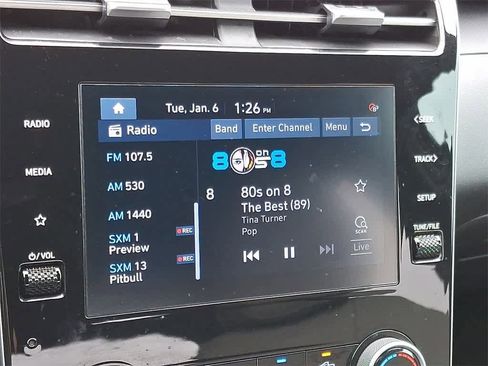 Tue, Jan. 6 1:26 PM
Radio Band Enter Channel Menu
RADIO
MEDIA
/VOL
FM 107.5
AM 530
AM 1440
SXM 1 REC
Preview
SXM 13 REC
Pitbull
8 on 8
80s on 8
8 The Best (89)
Tina Turner
Pop
SCAN
Live
SEEK
TRACK
SETUP
TUNE/FILE